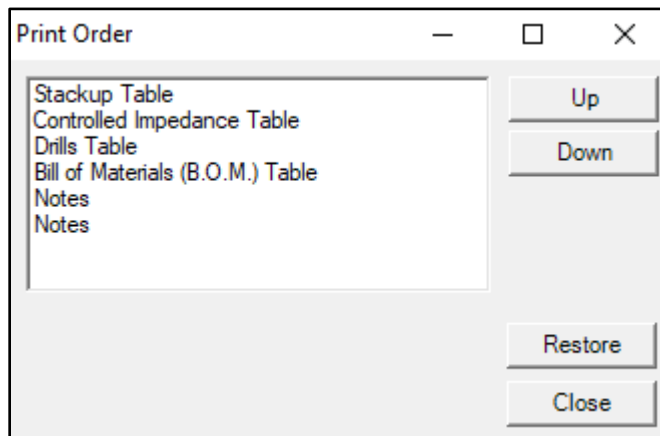 Print Order
Stackup Table
Controlled Impedance Table
Drills Table
Bill of Materials (B.O.M.) Table
Notes
Notes
Up
Down
Restore
Close